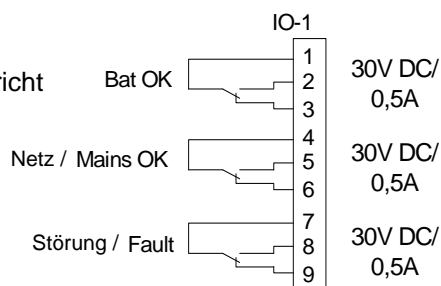 IO-1
richt
Bat OK
1
2
3
30V DC/
0,5A
Netz / Mains OK
4
5
6
30V DC/
0,5A
Störung / Fault
7
8
9
30V DC/
0,5A